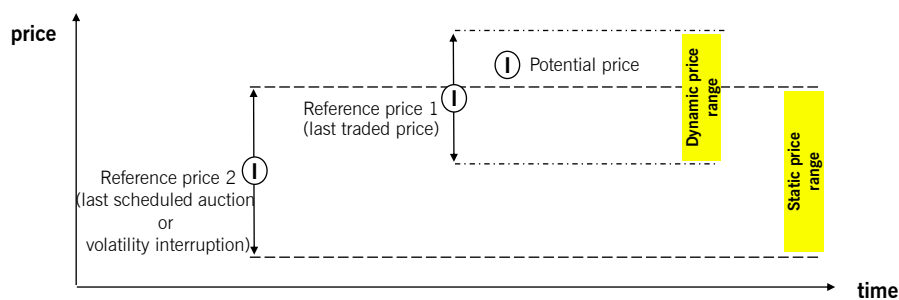 price
I Potential price
Reference price 1
(last traded price)
I
Dynamic price
range
Reference price 2
(last scheduled auction
or
volatility interruption)
I
Static price
range
time